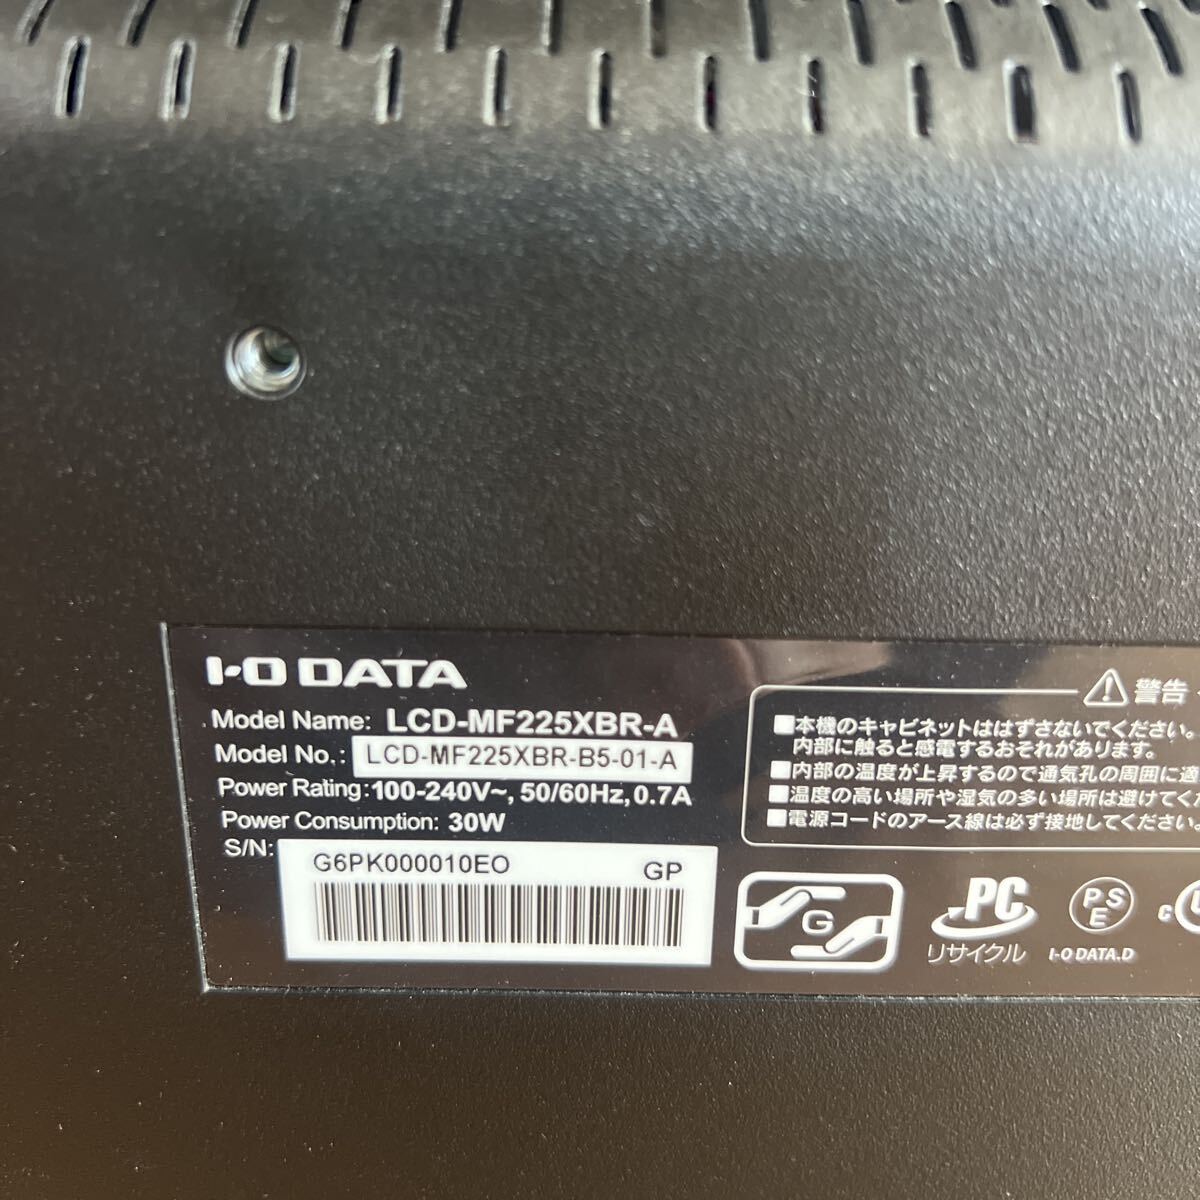 I-O DATA
Model Name: LCD-MF225XBR-A
Model No.: LCD-MF225XBR-B5-01-A
Power Rating:100-240V~, 50/60Hz, 0.7A
Power Consumption: 30W
S/N:
G6PK000010EO GP
警告
■本機のキャビネットははずさないでください。
内部に触ると感電するおそれがあります。
■内部の温度が上昇するので通気孔の周囲に適
■温度の高い場所や湿気の多い場所は避けてく
■電源コードのアース線は必ず接地してください。
G
PC
リサイクル
PSE
I-O DATA.D
c